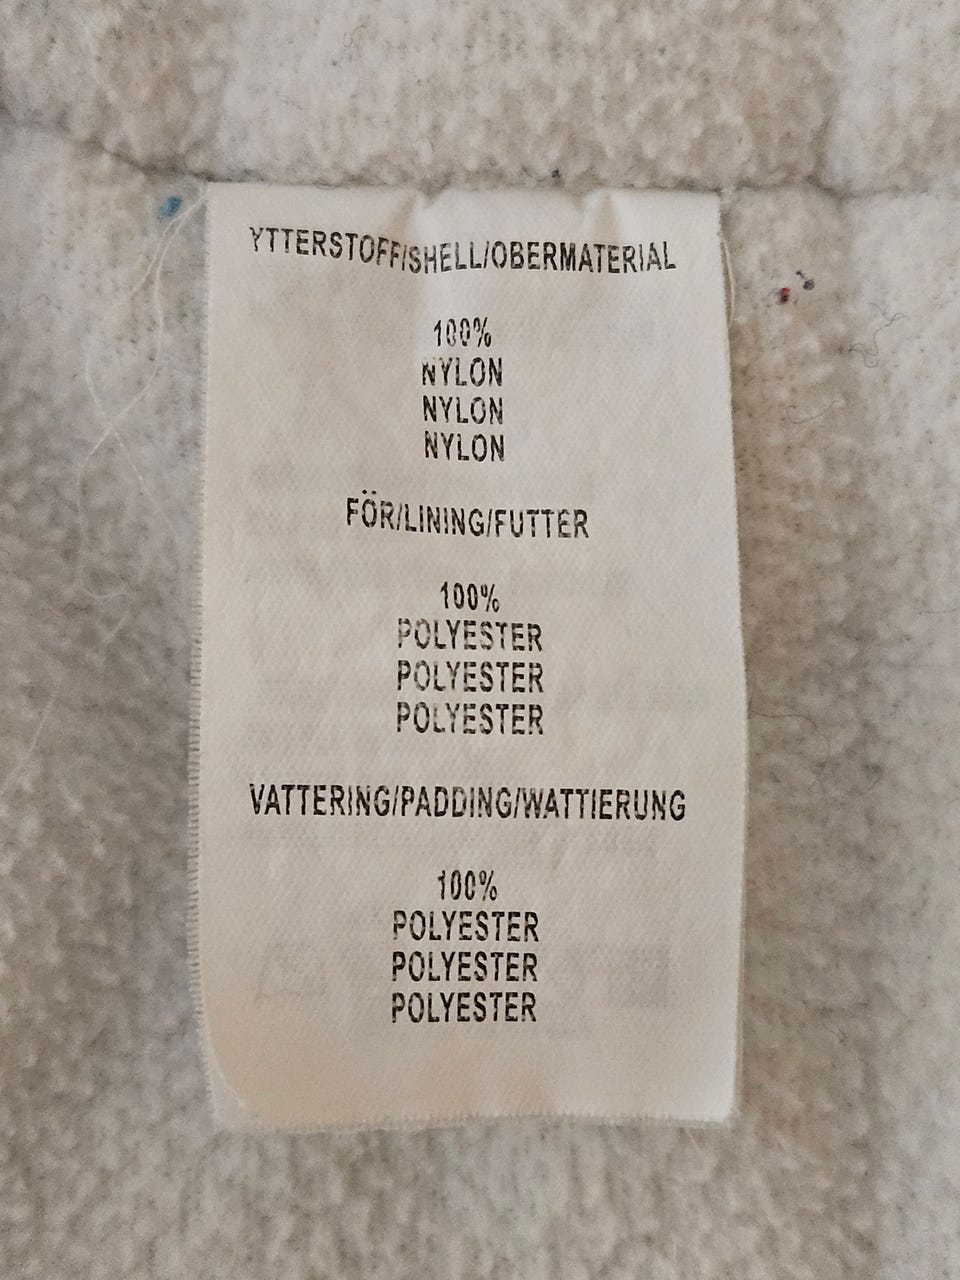 YTTERSTOFF/SHELL/OBERMATERIAL
100%
NYLON
NYLON
NYLON
FÖR/LINING/FUTTER
100%
POLYESTER
POLYESTER
POLYESTER
VATTERING/PADDING/WATTIERUNG
100%
POLYESTER
POLYESTER
POLYESTER